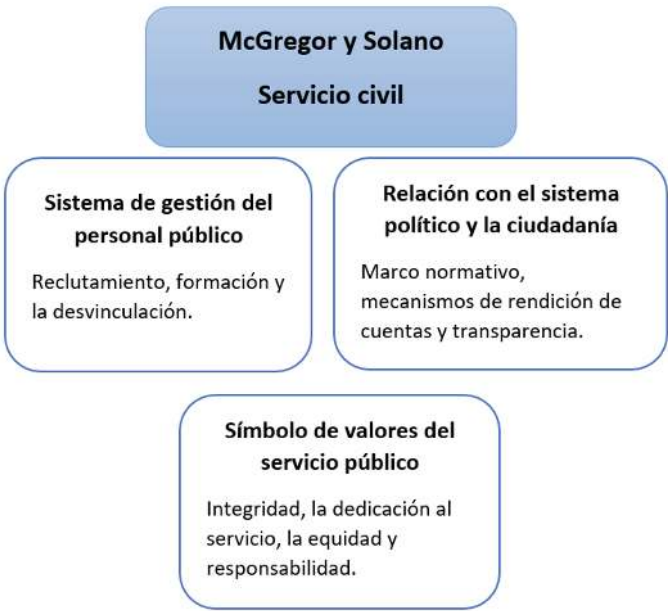 McGregor y Solano
Servicio civil
Sistema de gestión del
personal público
Reclutamiento, formación y
la desvinculación.
Relación con el sistema
político y la ciudadanía
Marco normativo,
mecanismos de rendición de
cuentas y transparencia.
Símbolo de valores del
servicio público
Integridad, la dedicación al
servicio, la equidad y
responsabilidad.